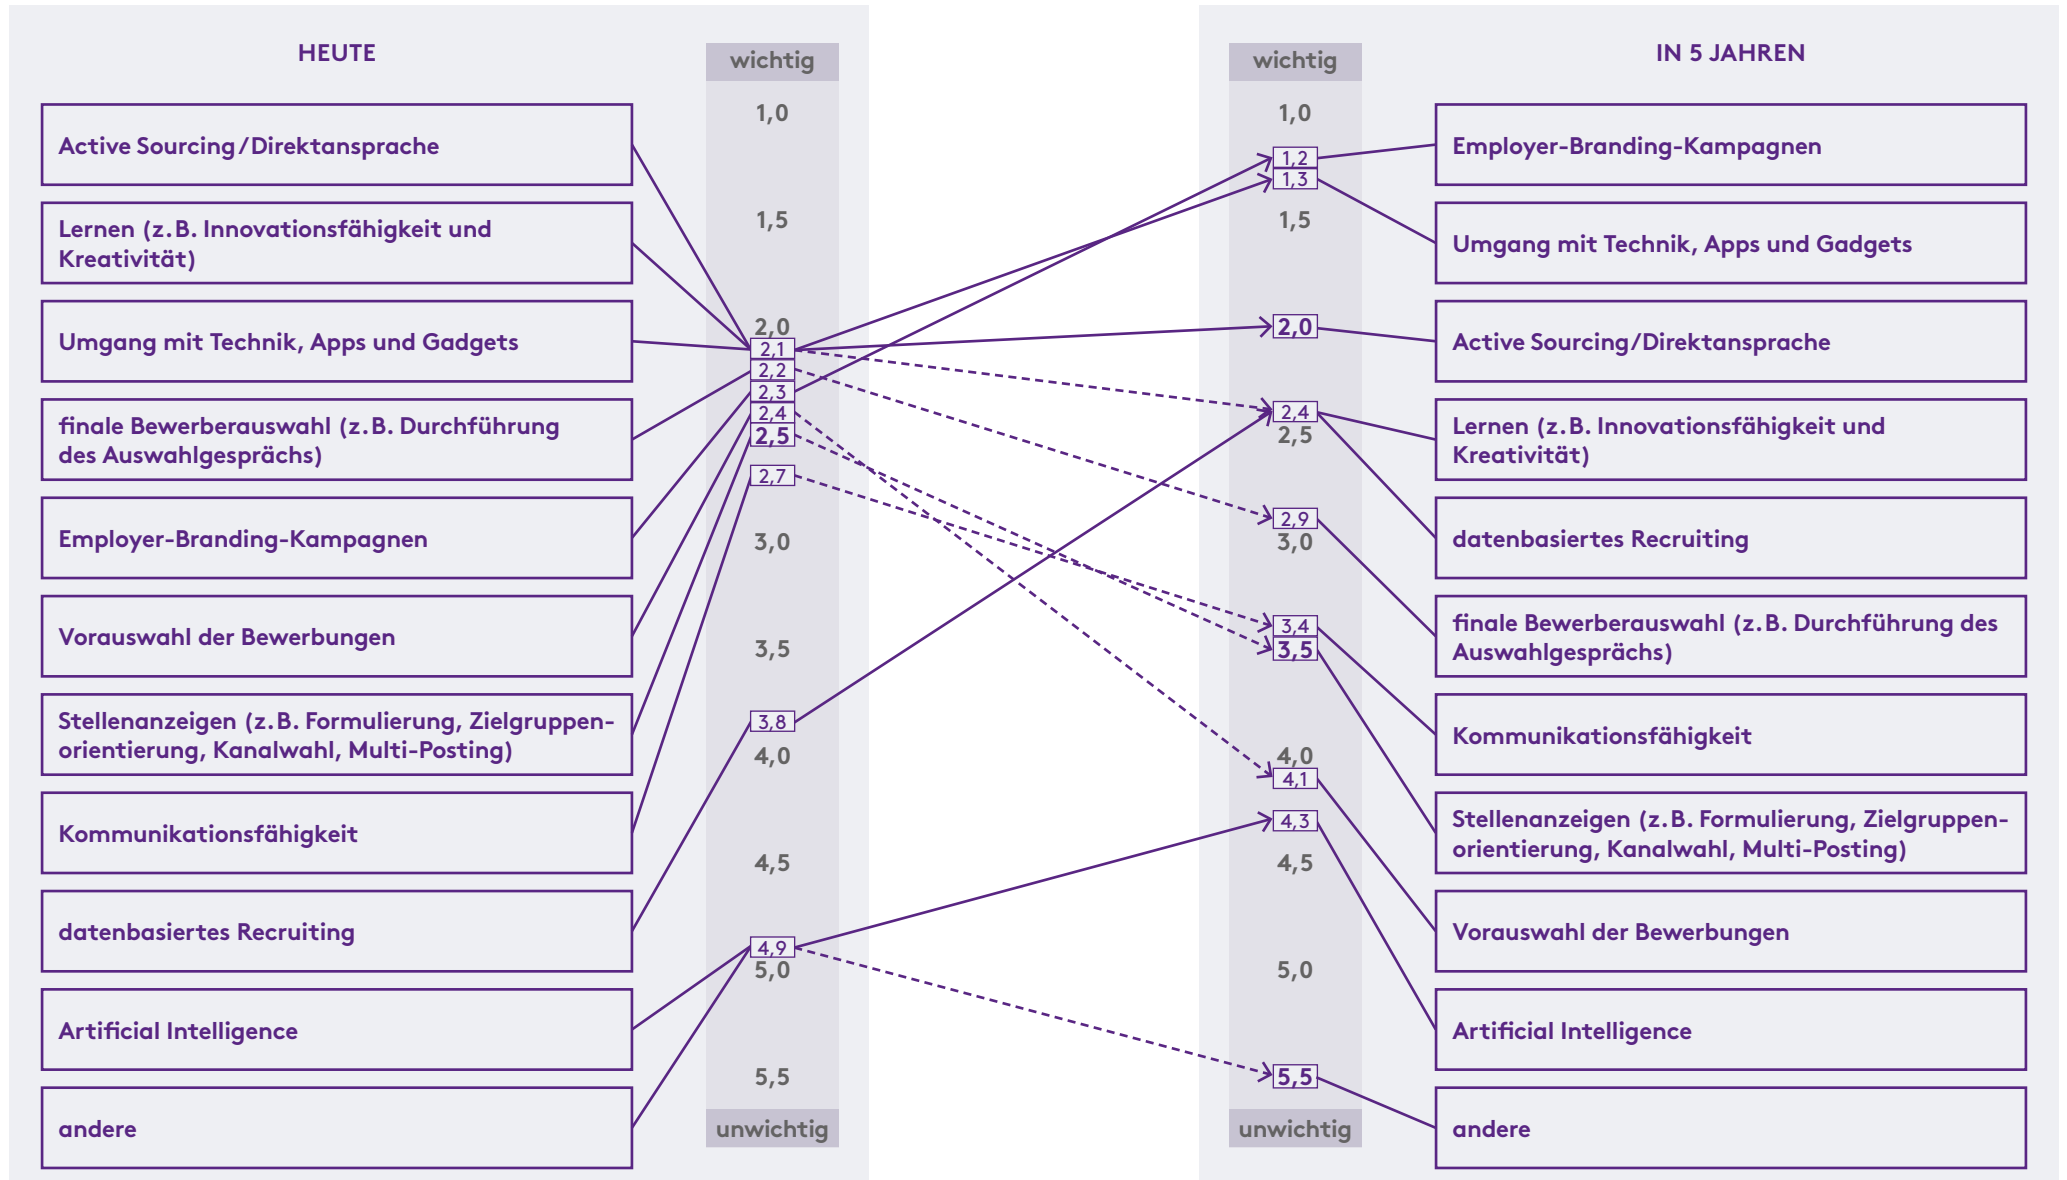 HEUTE
Active Sourcing/Direktansprache
Lernen (z.B. Innovationsfähigkeit und
Kreativität)
Umgang mit Technik, Apps und Gadgets
finale Bewerberauswahl (z.B. Durchführung
des Auswahlgesprächs)
Employer-Branding-Kampagnen
Vorauswahl der Bewerbungen
Stellenanzeigen (z.B. Formulierung, Zielgruppen-
orientierung, Kanalwahl, Multi-Posting)
Kommunikationsfähigkeit
datenbasiertes Recruiting
Artificial Intelligence
andere
wichtig
1,0
1,5
2,0
2,1
2,2
2,3
2,4
2,5
2,7
3,0
3,5
3,8
4,0
4,5
4,9
5,0
5,5
unwichtig
wichtig
1,0
1,2
1,3
1,5
2,0
2,4
2,5
2,9
3,0
3,4
3,5
4,0
4,1
4,3
4,5
5,0
5,5
unwichtig
IN 5 JAHREN
Employer-Branding-Kampagnen
Umgang mit Technik, Apps und Gadgets
Active Sourcing/Direktansprache
Lernen (z.B. Innovationsfähigkeit und
Kreativität)
datenbasiertes Recruiting
finale Bewerberauswahl (z.B. Durchführung des
Auswahlgesprächs)
Kommunikationsfähigkeit
Stellenanzeigen (z.B. Formulierung, Zielgruppen-
orientierung, Kanalwahl, Multi-Posting)
Vorauswahl der Bewerbungen
Artificial Intelligence
andere